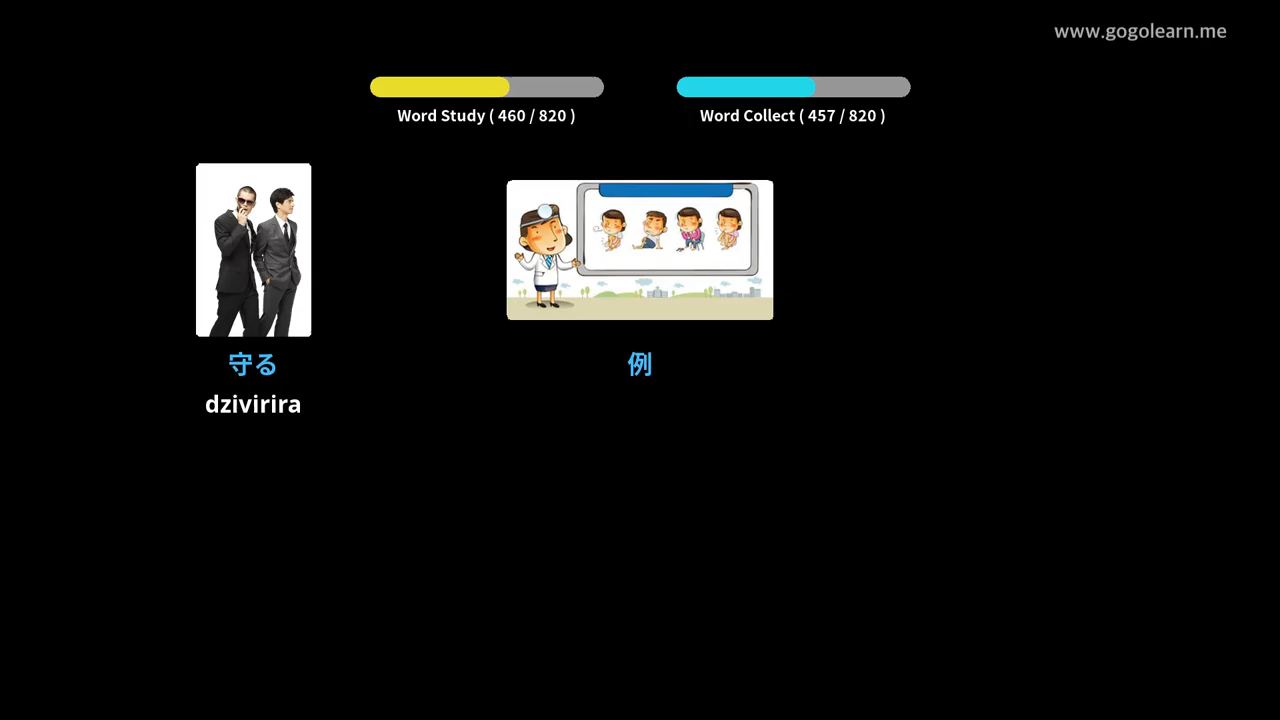 www.gogolearn.me
Word Study ( 460 / 820 )
Word Collect ( 457 / 820 )
守る
例
dzivirira